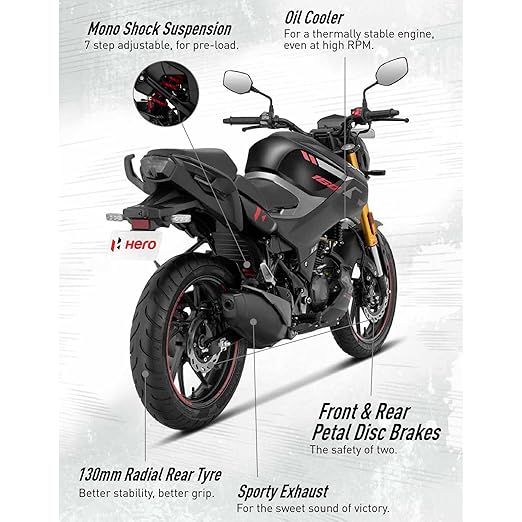 Mono Shock Suspension
7 step adjustable, for pre-load.
Oil Cooler
For a thermally stable engine,
even at high RPM.
160
Hero
Front & Rear
Petal Disc Brakes
The safety of two.
130mm Radial Rear Tyre
Better stability, better grip.
Sporty Exhaust
For the sweet sound of victory.